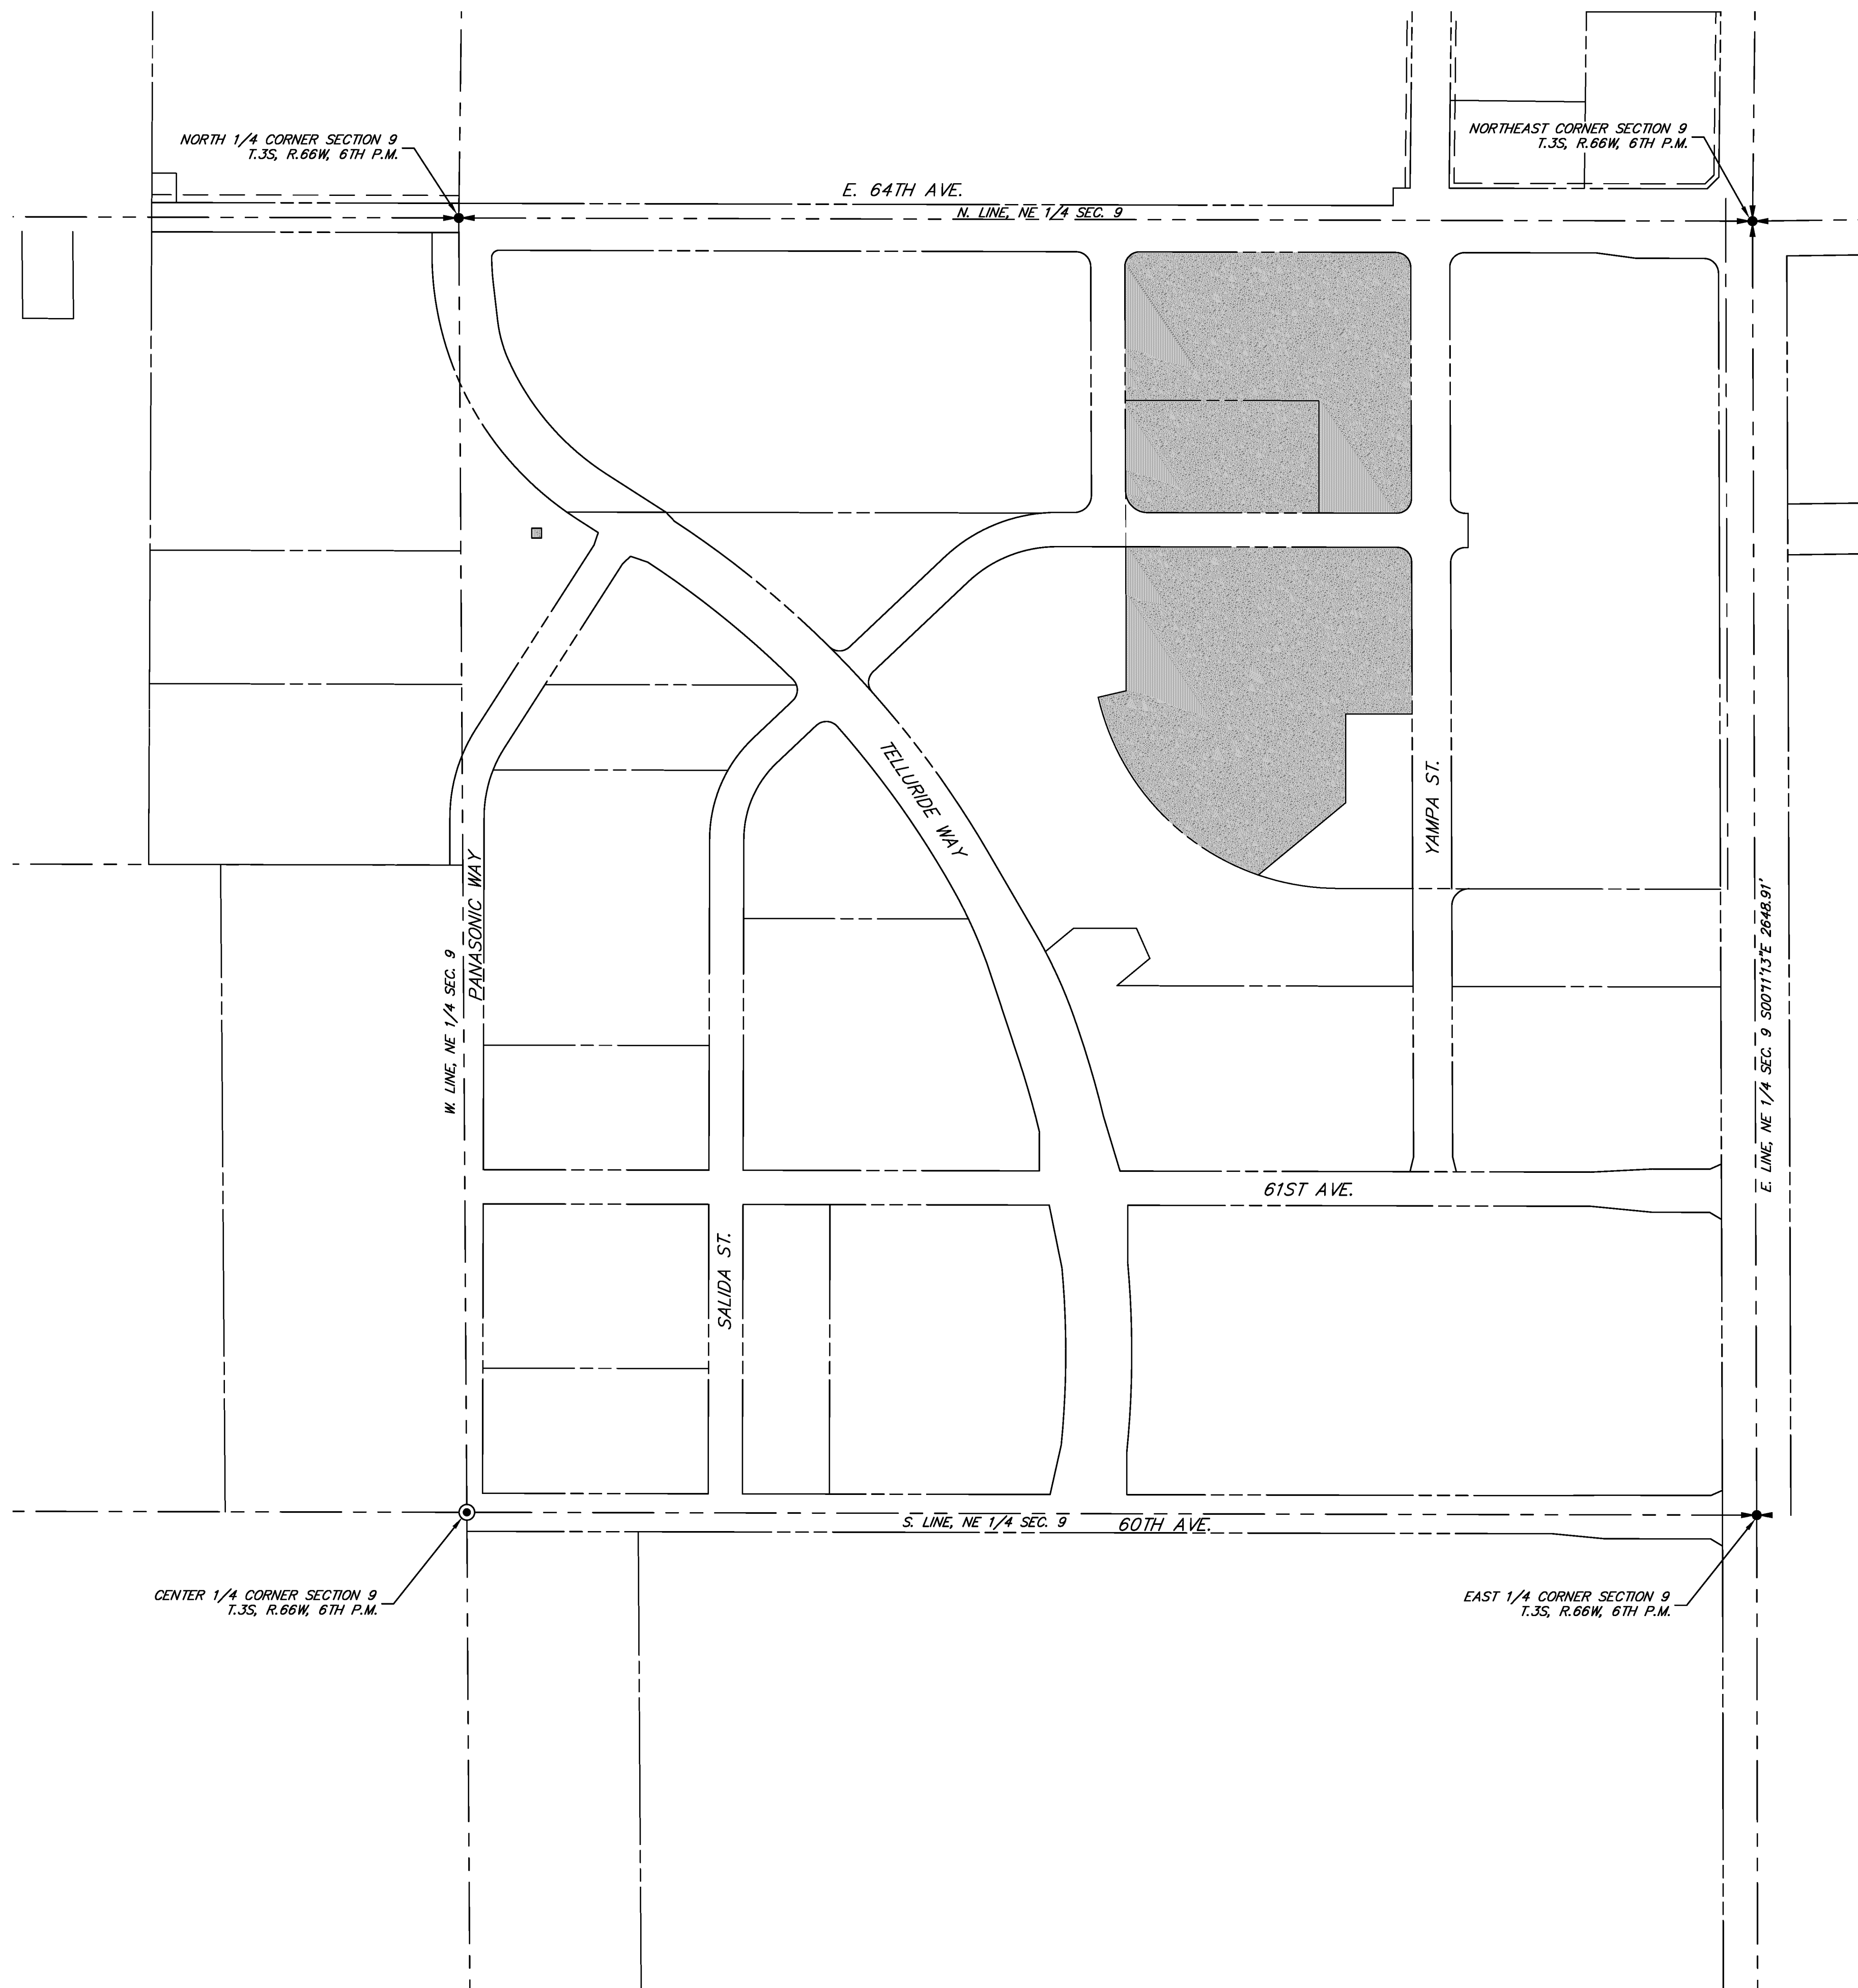 NORTH 1/4 CORNER SECTION 9
T.3S, R.66W, 6TH P.M.
NORTHEAST CORNER SECTION 9
T.3S, R.66W, 6TH P.M.
E. 64TH AVE.
N. LINE, NE 1/4 SEC. 9
TELLURIDE WAY
YAMPA ST.
PANASONIC WAY
W. LINE, NE 1/4 SEC. 9
E. LINE, NE 1/4 SEC. 9 S00°11'13"E 2648.91'
61ST AVE.
SALIDA ST.
S. LINE, NE 1/4 SEC. 9
60TH AVE.
CENTER 1/4 CORNER SECTION 9
T.3S, R.66W, 6TH P.M.
EAST 1/4 CORNER SECTION 9
T.3S, R.66W, 6TH P.M.